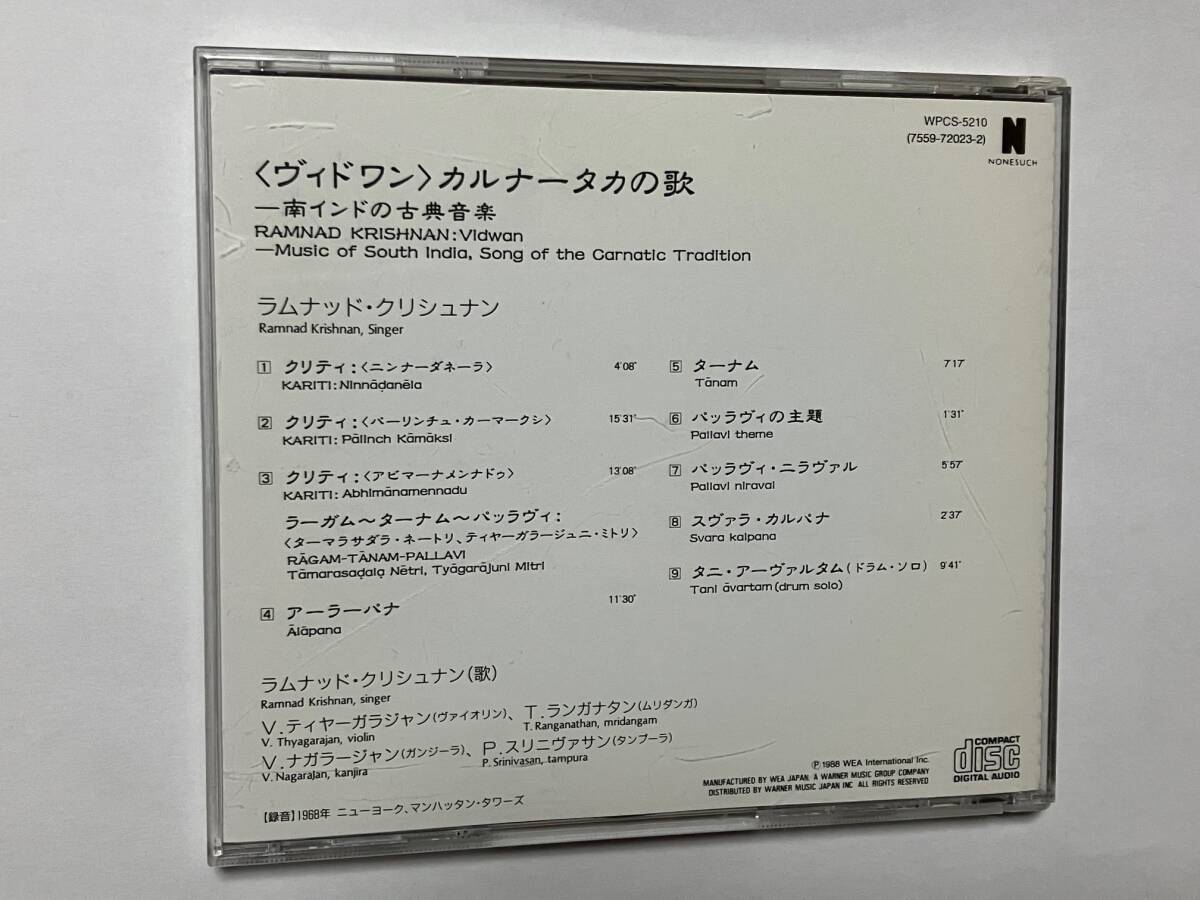 WPCS-5210
(7559-72023-2)
N
NONESUCH
〈ヴィドワン〉カルナータカの歌
—南インドの古典音楽
RAMNAD KRISHNAN:Vidwan
—Music of South India, Song of the Carnatic Tradition
ラムナッド・クリシュナン
Ramnad Krishnan, Singer
1 クリティ:〈ニンナーダネーラ〉 4'08"
KARITI: Ninnāḍanēla
2 クリティ:〈パーリンチュ・カーマークシ〉 15'31"
KARITI: Pālinch Kāmāksi
3 クリティ:〈アビマーナメンナドゥ〉 13'08"
KARITI: Abhimānamennadu
ラーガム〜ターナム〜パッラヴィ:
〈ターマラサダラ・ネートリ、ティヤーガラージュニ・ミトリ〉
RĀGAM-TĀNAM-PALLAVI
Tāmarasaḍaḷa Nētri, Tyāgarājuni Mitri
4 アーラーパナ 11'30"
Ālāpana
5 ターナム 7'17"
Tānam
6 パッラヴィの主題 1'31"
Pallavi theme
7 パッラヴィ・ニラヴァル 5'57"
Pallavi niraval
8 スヴァラ・カルパナ 2'37"
Svara kalpana
9 タニ・アーヴァルタム(ドラム・ソロ) 9'41"
Tani āvartam (drum solo)
ラムナッド・クリシュナン(歌)
Ramnad Krishnan, singer
V.ティヤーガラジャン(ヴァイオリン)、 T.ランガナタン(ムリダンガ)
V. Thyagarajan, violin T. Ranganathan, mridangam
V.ナガラージャン(ガンジーラ)、 P.スリニヴァサン(タンブーラ)
V. Nagarajan, kanjira P. Srinivasan, tampura
【録音】1968年 ニューヨーク、マンハッタン・タワーズ
COMPACT
disc
DIGITAL AUDIO
Ⓟ1988 WEA International Inc.
MANUFACTURED BY WEA JAPAN. A WARNER MUSIC GROUP COMPANY
DISTRIBUTED BY WARNER MUSIC JAPAN INC. ALL RIGHTS RESERVED